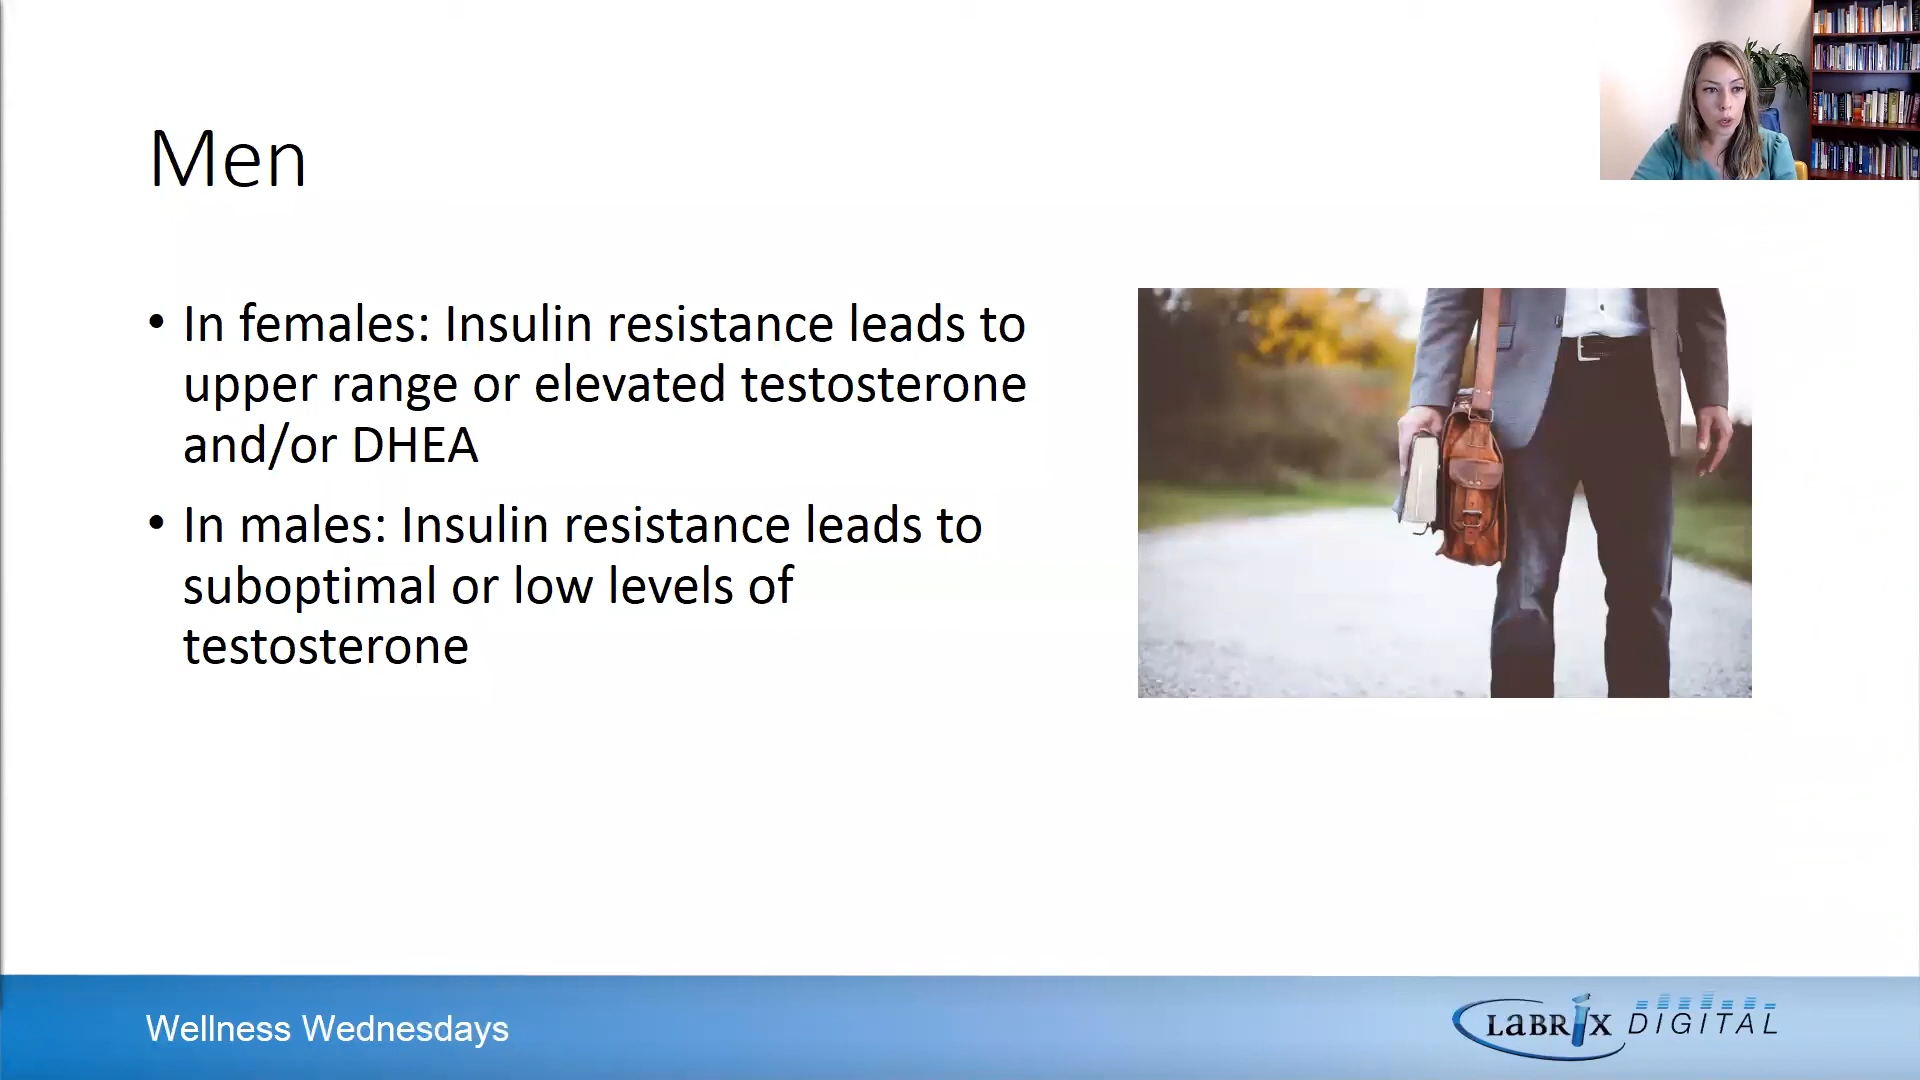 Men
• In females: Insulin resistance leads to
upper range or elevated testosterone
and/or DHEA
• In males: Insulin resistance leads to
suboptimal or low levels of
testosterone
Wellness Wednesdays
LABRIX DIGITAL